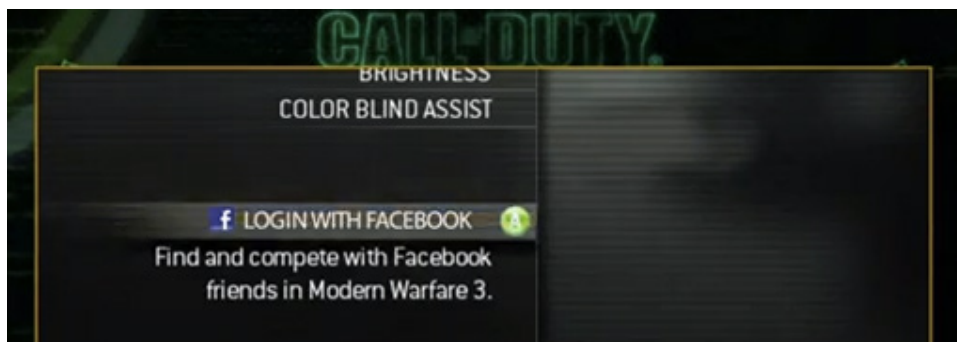 CALL OF DUTY.
BRIGHTNESS
COLOR BLIND ASSIST
f LOGIN WITH FACEBOOK A
Find and compete with Facebook
friends in Modern Warfare 3.